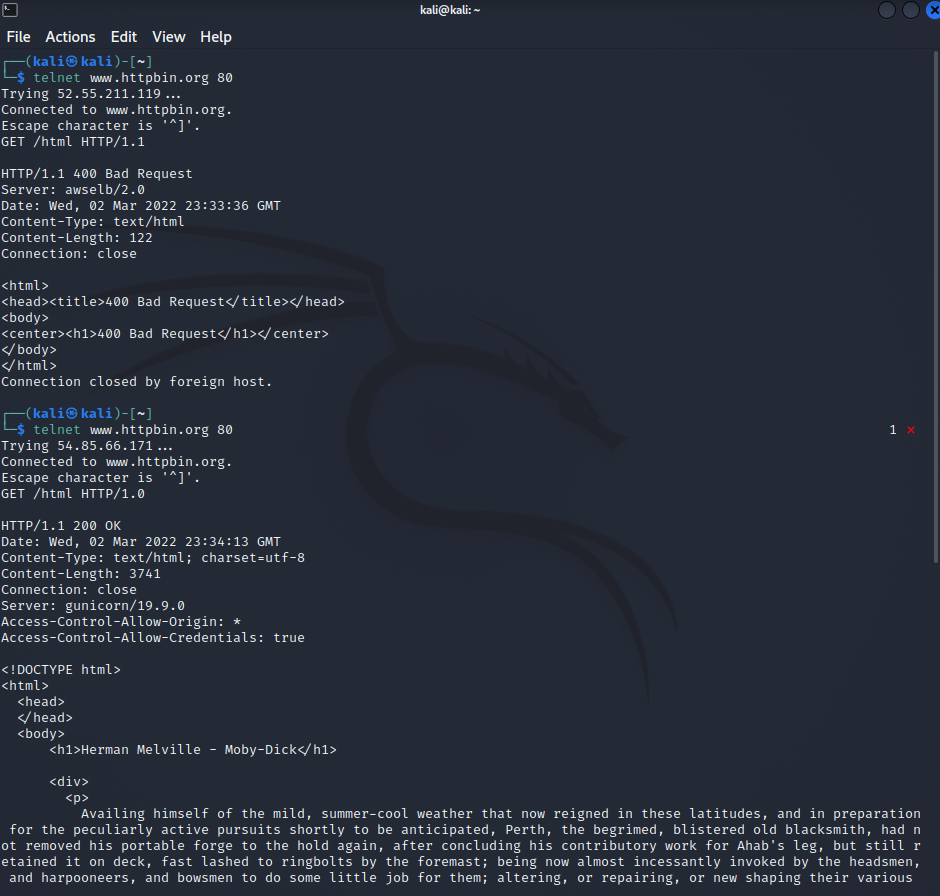 kali@kali: ~
File Actions Edit View Help
┌──(kali㉿kali)-[~]
└─$ telnet www.httpbin.org 80
Trying 52.55.211.119...
Connected to www.httpbin.org.
Escape character is '^]'.
GET /html HTTP/1.1
HTTP/1.1 400 Bad Request
Server: awselb/2.0
Date: Wed, 02 Mar 2022 23:33:36 GMT
Content-Type: text/html
Content-Length: 122
Connection: close
<html>
<head><title>400 Bad Request</title></head>
<body>
<center><h1>400 Bad Request</h1></center>
</body>
</html>
Connection closed by foreign host.
┌──(kali㉿kali)-[~]
└─$ telnet www.httpbin.org 80 1 ⨯
Trying 54.85.66.171...
Connected to www.httpbin.org.
Escape character is '^]'.
GET /html HTTP/1.0
HTTP/1.1 200 OK
Date: Wed, 02 Mar 2022 23:34:13 GMT
Content-Type: text/html; charset=utf-8
Content-Length: 3741
Connection: close
Server: gunicorn/19.9.0
Access-Control-Allow-Origin: *
Access-Control-Allow-Credentials: true
<!DOCTYPE html>
<html>
<head>
</head>
<body>
<h1>Herman Melville - Moby-Dick</h1>
<div>
<p>
Availing himself of the mild, summer-cool weather that now reigned in these latitudes, and in preparation
for the peculiarly active pursuits shortly to be anticipated, Perth, the begrimed, blistered old blacksmith, had n
ot removed his portable forge to the hold again, after concluding his contributory work for Ahab's leg, but still r
etained it on deck, fast lashed to ringbolts by the foremast; being now almost incessantly invoked by the headsmen,
and harpooneers, and bowsmen to do some little job for them; altering, or repairing, or new shaping their various